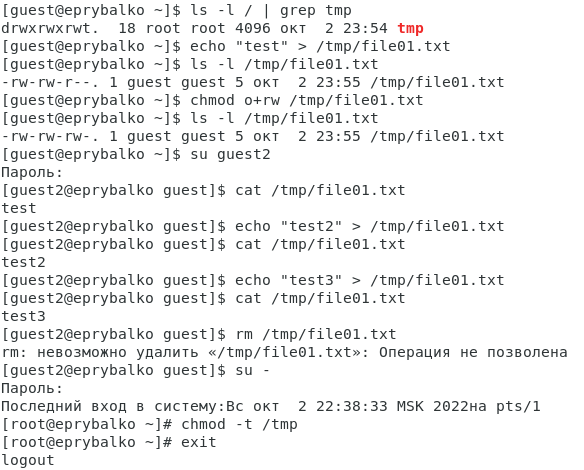 [guest@eprybalko ~]$ ls -l / | grep tmp
drwxrwxrwt.  18 root root 4096 окт  2 23:54 tmp
[guest@eprybalko ~]$ echo "test" > /tmp/file01.txt
[guest@eprybalko ~]$ ls -l /tmp/file01.txt
-rw-rw-r--. 1 guest guest 5 окт  2 23:55 /tmp/file01.txt
[guest@eprybalko ~]$ chmod o+rw /tmp/file01.txt
[guest@eprybalko ~]$ ls -l /tmp/file01.txt
-rw-rw-rw-. 1 guest guest 5 окт  2 23:55 /tmp/file01.txt
[guest@eprybalko ~]$ su guest2
Пароль:
[guest2@eprybalko guest]$ cat /tmp/file01.txt
test
[guest2@eprybalko guest]$ echo "test2" > /tmp/file01.txt
[guest2@eprybalko guest]$ cat /tmp/file01.txt
test2
[guest2@eprybalko guest]$ echo "test3" > /tmp/file01.txt
[guest2@eprybalko guest]$ cat /tmp/file01.txt
test3
[guest2@eprybalko guest]$ rm /tmp/file01.txt
rm: невозможно удалить «/tmp/file01.txt»: Операция не позволена
[guest2@eprybalko guest]$ su -
Пароль:
Последний вход в систему:Вс окт  2 22:38:33 MSK 2022на pts/1
[root@eprybalko ~]# chmod -t /tmp
[root@eprybalko ~]# exit
logout